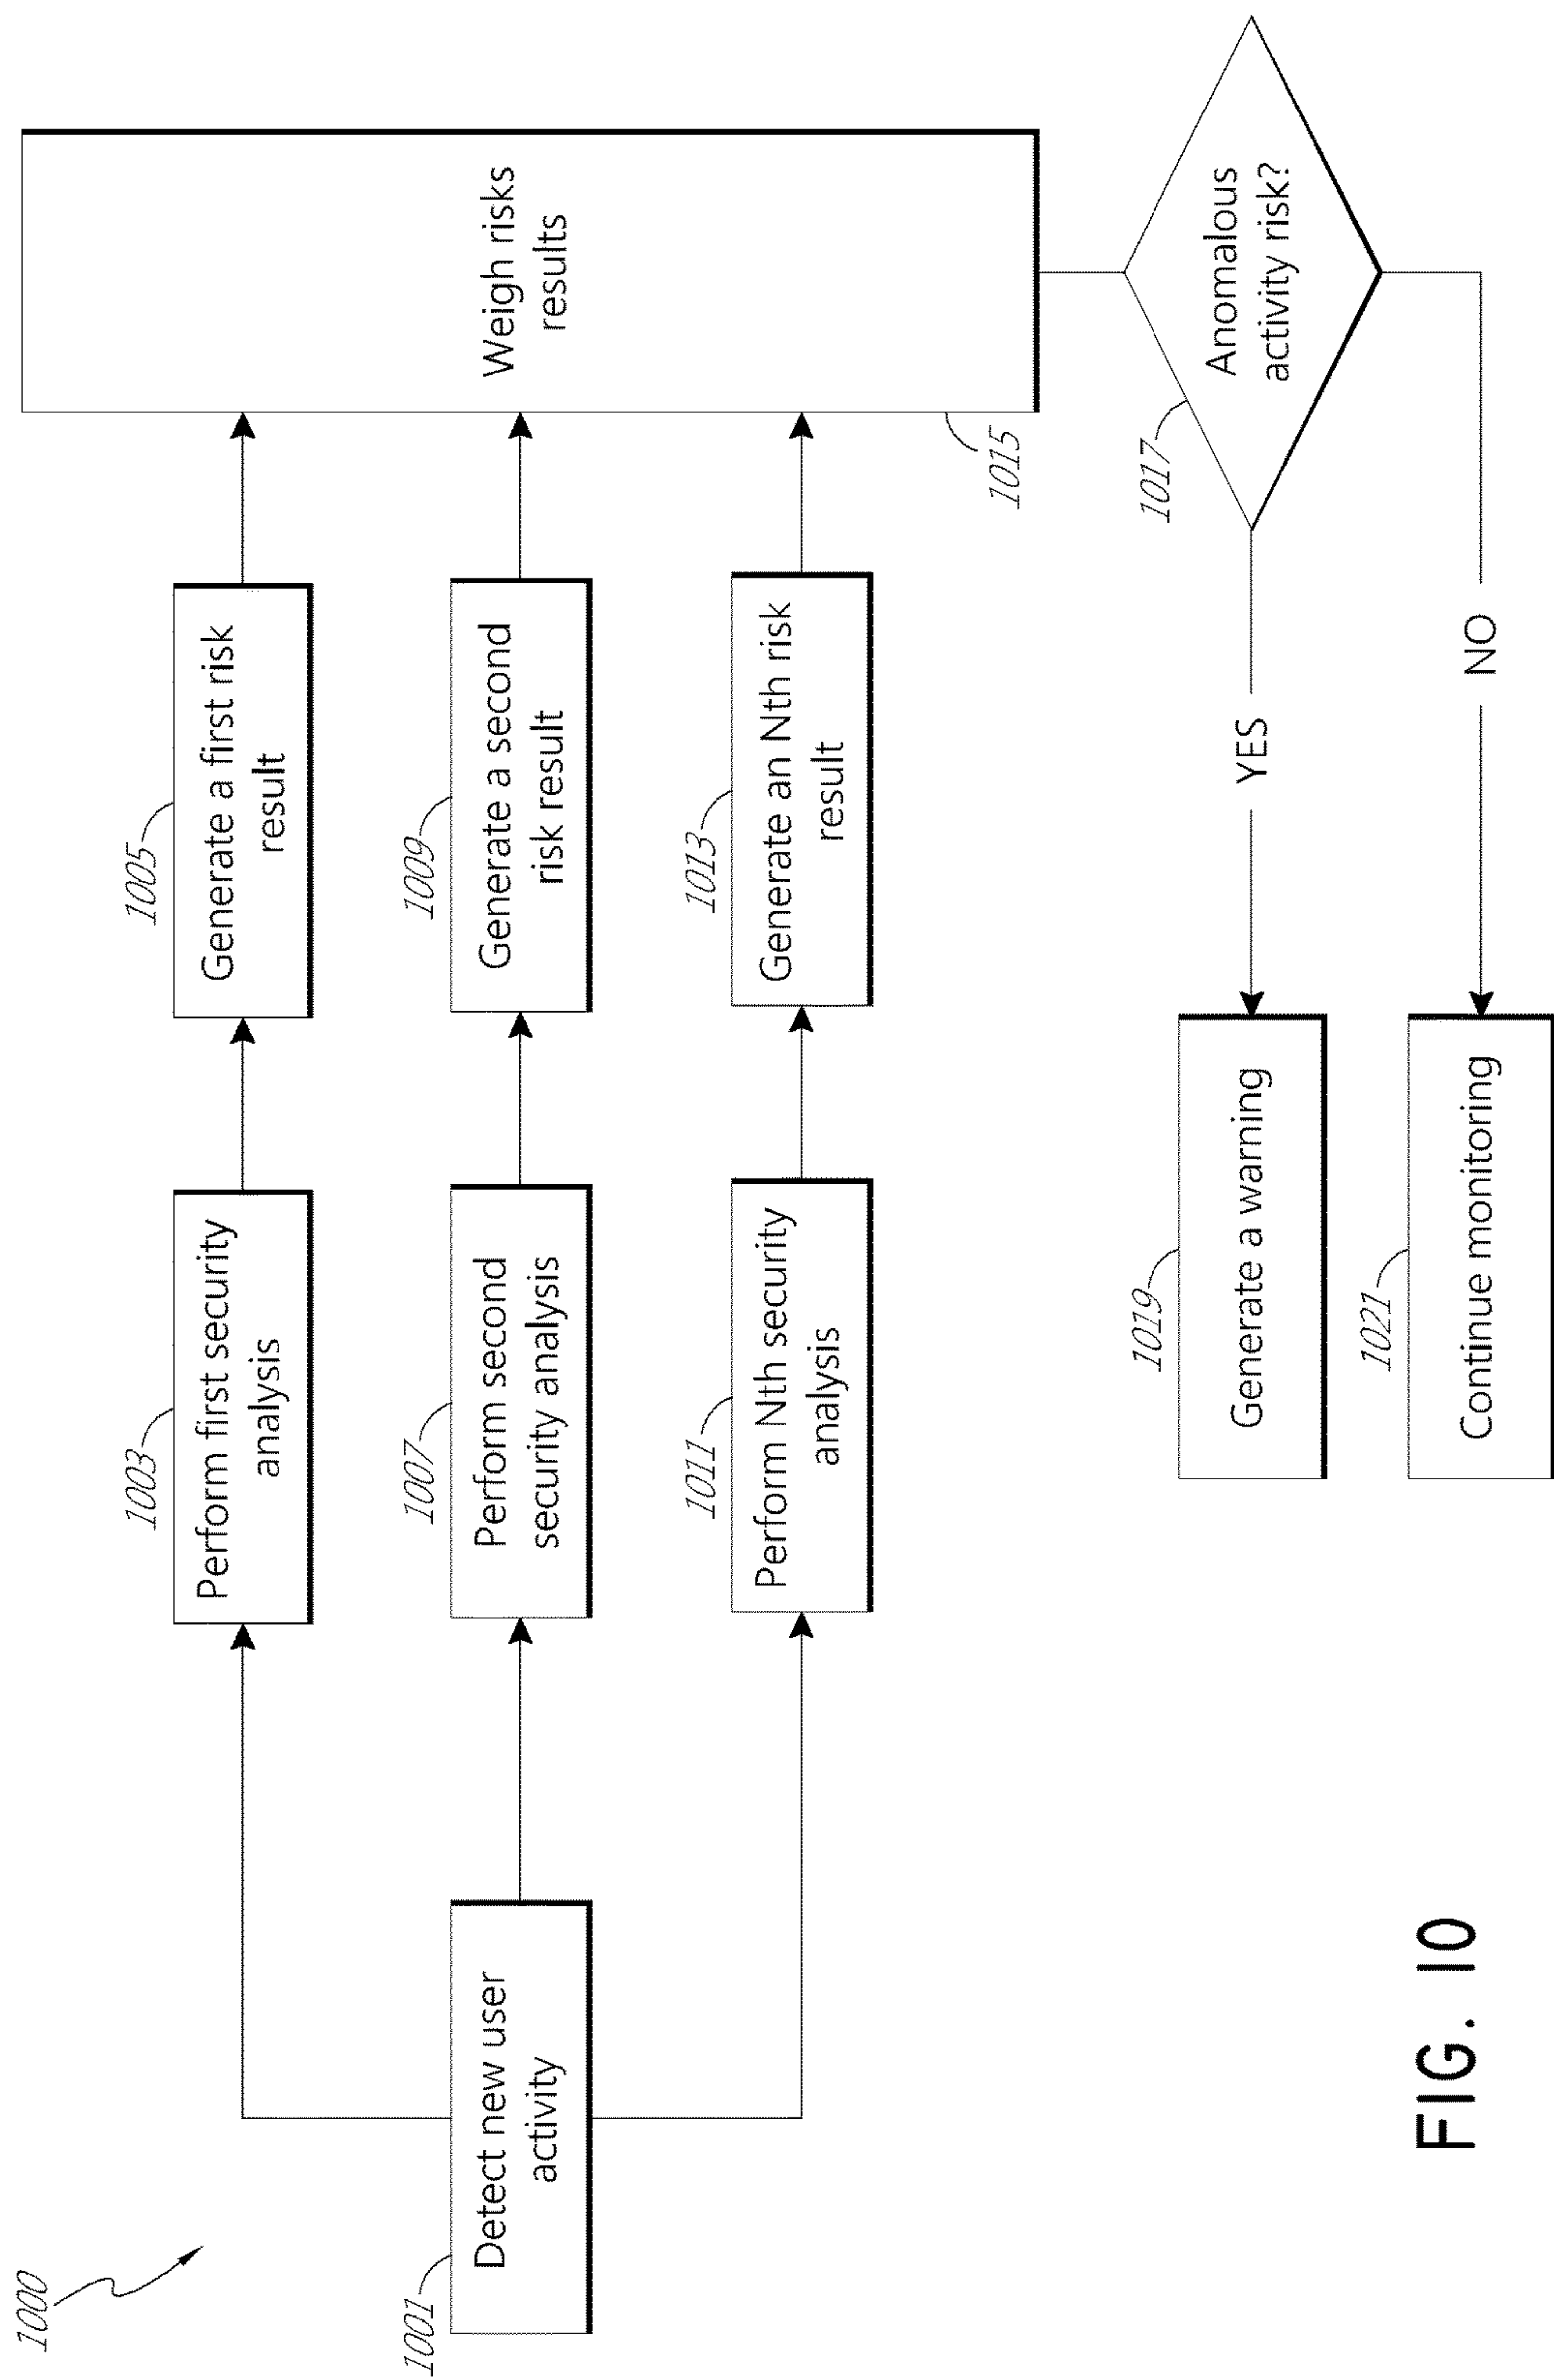 1000
1001
Detect new user
activity
1003
Perform first security
analysis
1005
Generate a first risk
result
1007
Perform second
security analysis
1009
Generate a second
risk result
1011
Perform Nth security
analysis
1013
Generate an Nth risk
result
Weigh risks
results
1015
1017
Anomalous
activity risk?
YES
NO
1019
Generate a warning
1021
Continue monitoring
FIG. 10